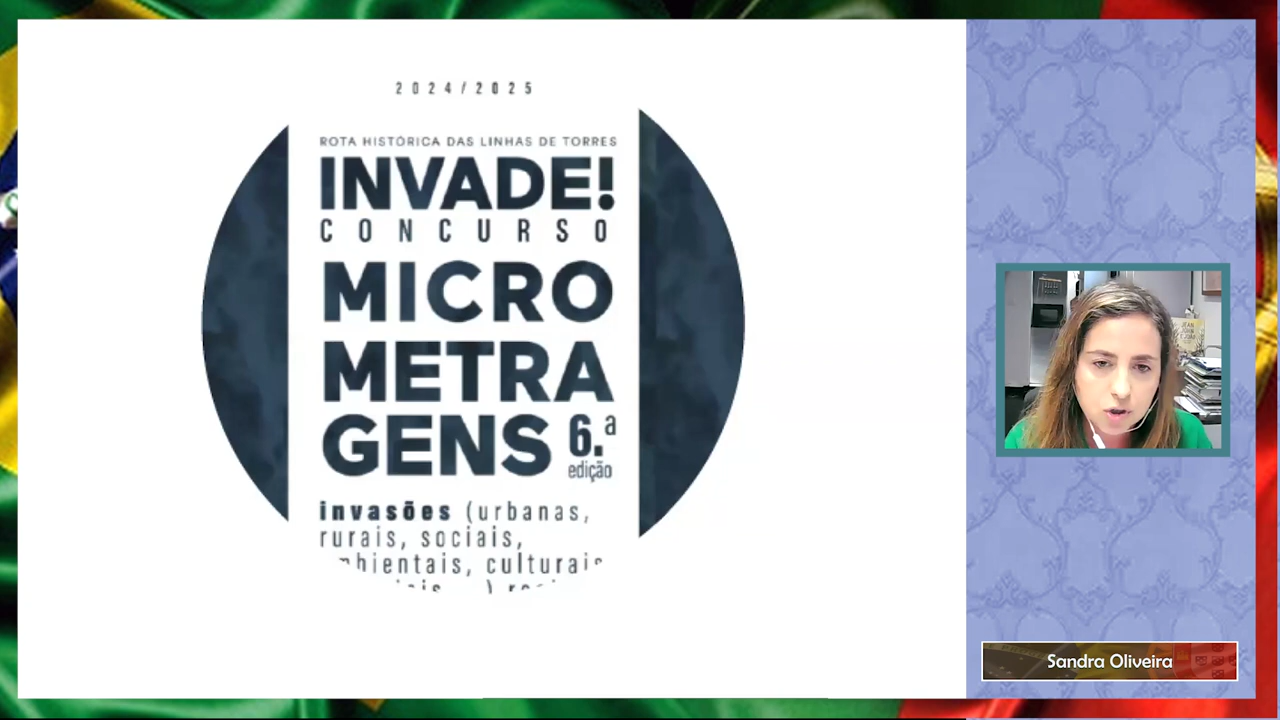 2024/2025
ROTA HISTÓRICA DAS LINHAS DE TORRES
INVADE!
CONCURSO
MICRO
METRA
GENS 6.ª
edição
invasões (urbanas,
rurais, sociais,
ambientais, culturais
Sandra Oliveira